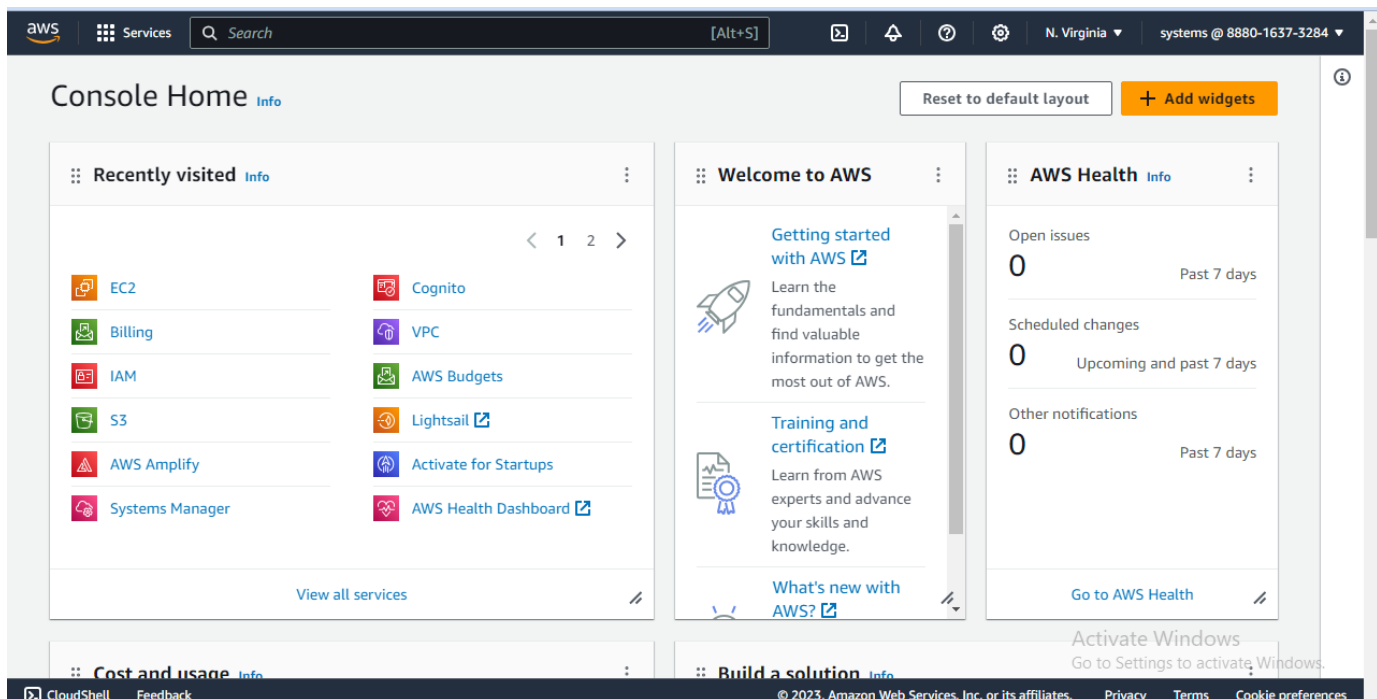 aws
Services
Search
[Alt+S]
N. Virginia
systems @ 8880-1637-3284
Console Home Info
Reset to default layout
Add widgets
Recently visited Info
1 2
EC2
Billing
IAM
S3
AWS Amplify
Systems Manager
Cognito
VPC
AWS Budgets
Lightsail
Activate for Startups
AWS Health Dashboard
View all services
Welcome to AWS
Getting started
with AWS
Learn the
fundamentals and
find valuable
information to get the
most out of AWS.
Training and
certification
Learn from AWS
experts and advance
your skills and
knowledge.
What's new with
AWS?
AWS Health Info
Open issues
0
Past 7 days
Scheduled changes
0
Upcoming and past 7 days
Other notifications
0
Past 7 days
Go to AWS Health
Cost and usage Info
Build a solution Info
Activate Windows
Go to Settings to activate Windows.
CloudShell
Feedback
© 2023, Amazon Web Services, Inc. or its affiliates.
Privacy
Terms
Cookie preferences